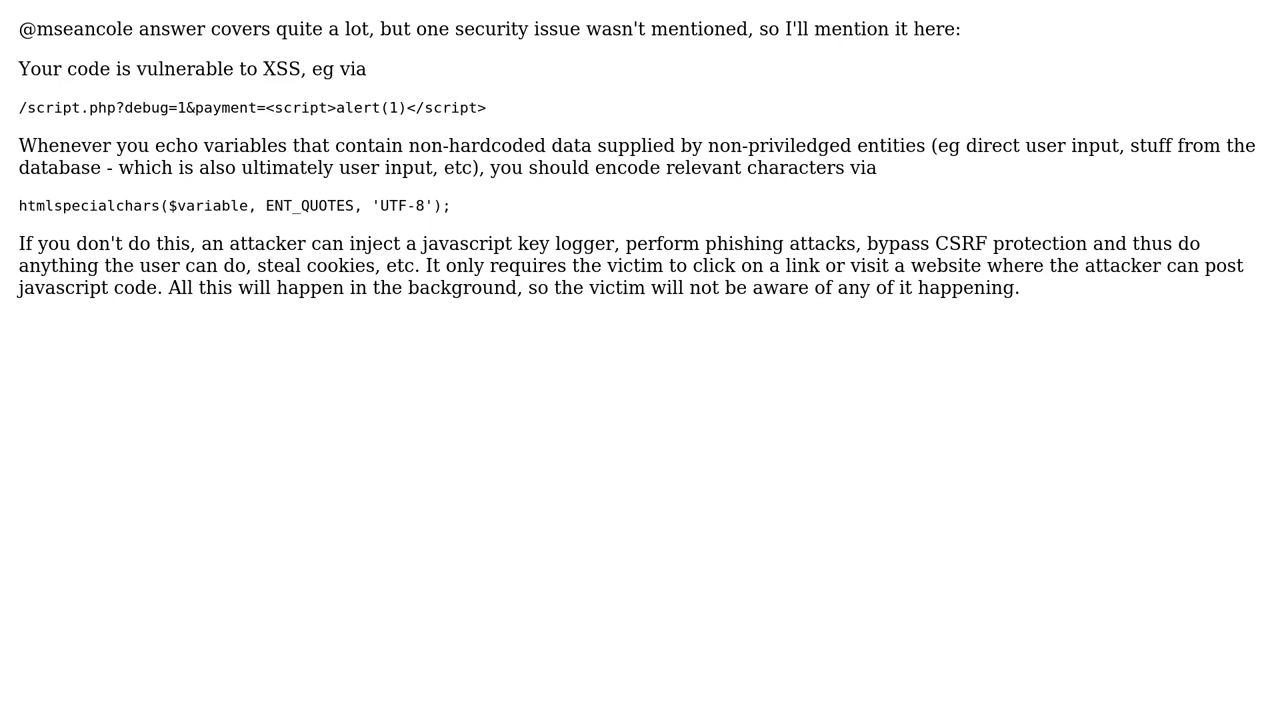 @mseancole answer covers quite a lot, but one security issue wasn't mentioned, so I'll mention it here:
Your code is vulnerable to XSS, eg via
/script.php?debug=1&payment=<script>alert(1)</script>
Whenever you echo variables that contain non-hardcoded data supplied by non-priviledged entities (eg direct user input, stuff from the
database - which is also ultimately user input, etc), you should encode relevant characters via
htmlspecialchars($variable, ENT_QUOTES, 'UTF-8');
If you don't do this, an attacker can inject a javascript key logger, perform phishing attacks, bypass CSRF protection and thus do
anything the user can do, steal cookies, etc. It only requires the victim to click on a link or visit a website where the attacker can post
javascript code. All this will happen in the background, so the victim will not be aware of any of it happening.